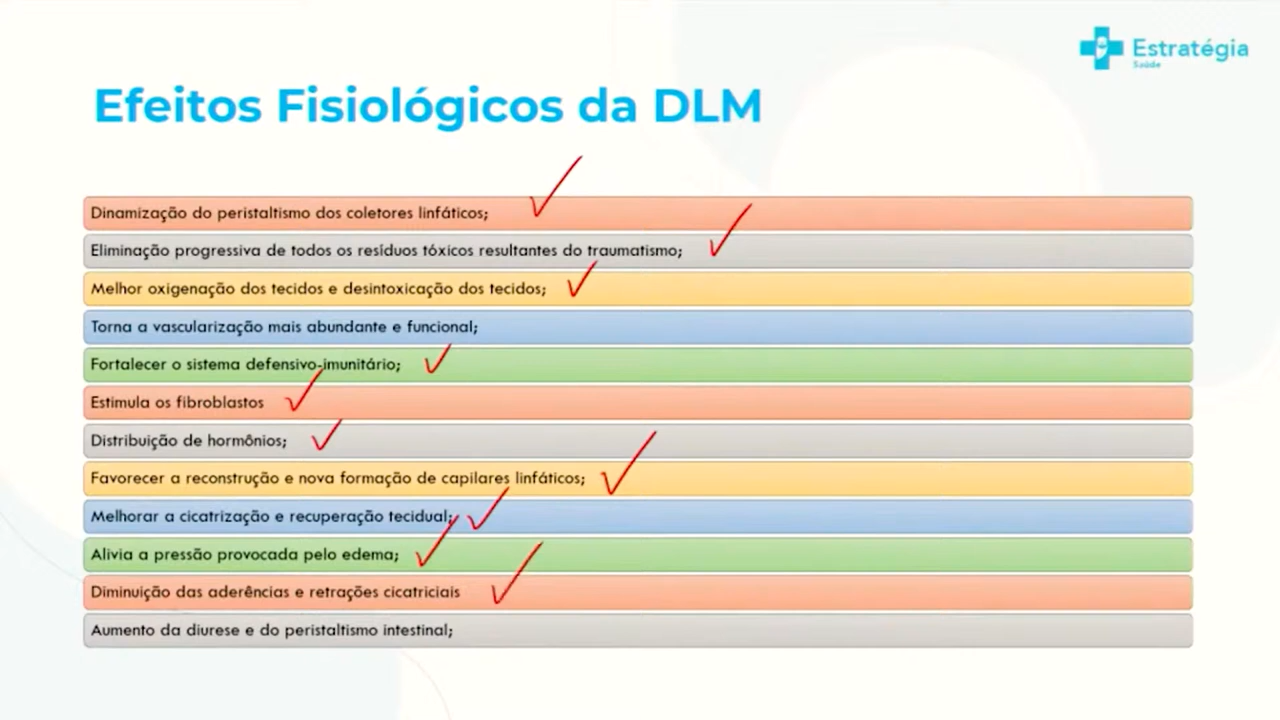 Estratégia
Saúde
Efeitos Fisiológicos da DLM
Dinamização do peristaltismo dos coletores linfáticos;
Eliminação progressiva de todos os resíduos tóxicos resultantes do traumatismo;
Melhor oxigenação dos tecidos e desintoxicação dos tecidos;
Torna a vascularização mais abundante e funcional;
Fortalecer o sistema defensivo-imunitário;
Estimula os fibroblastos
Distribuição de hormônios;
Favorecer a reconstrução e nova formação de capilares linfáticos;
Melhorar a cicatrização e recuperação tecidual;
Alivia a pressão provocada pelo edema;
Diminuição das aderências e retrações cicatriciais
Aumento da diurese e do peristaltismo intestinal;